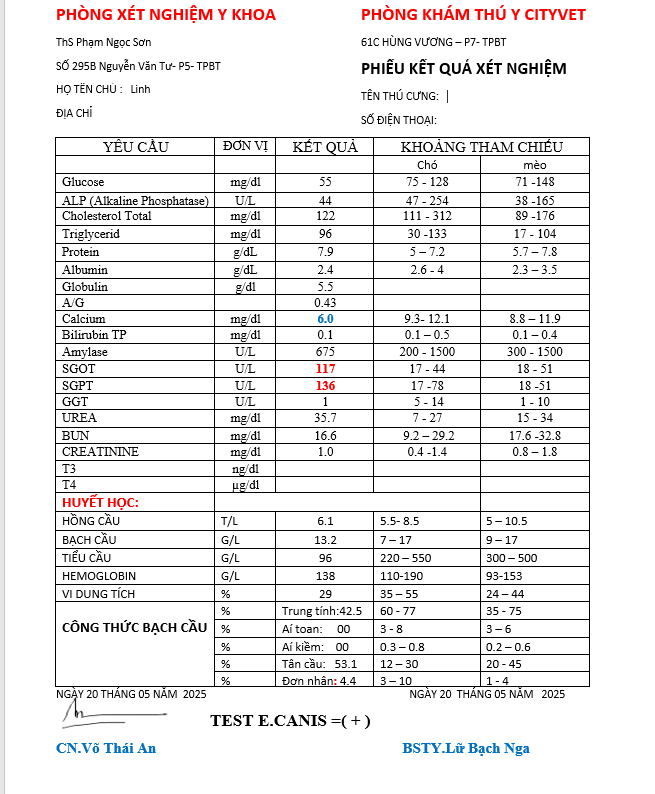 PHÒNG XÉT NGHIỆM Y KHOA
PHÒNG KHÁM THÚ Y CITYVET
ThS Phạm Ngọc Sơn
61C HÙNG VƯƠNG – P7- TPBT
SỐ 295B Nguyễn Văn Tư- P5- TPBT
PHIẾU KẾT QUẢ XÉT NGHIỆM
HỌ TÊN CHỦ : Linh
TÊN THÚ CƯNG:
ĐỊA CHỈ
SỐ ĐIỆN THOẠI:
YÊU CẦU ĐƠN VỊ KẾT QUẢ KHOẢNG THAM CHIẾU
Chó mèo
Glucose mg/dl 55 75 - 128 71 -148
ALP (Alkaline Phosphatase) U/L 44 47 - 254 38 -165
Cholesterol Total mg/dl 122 111 - 312 89 -176
Triglycerid mg/dl 96 30 -133 17 - 104
Protein g/dL 7.9 5 – 7.2 5.7 – 7.8
Albumin g/dL 2.4 2.6 - 4 2.3 – 3.5
Globulin g/dl 5.5
A/G 0.43
Calcium mg/dl 6.0 9.3- 12.1 8.8 – 11.9
Bilirubin TP mg/dl 0.1 0.1 – 0.5 0.1 – 0.4
Amylase U/L 675 200 - 1500 300 - 1500
SGOT U/L 117 17 - 44 18 - 51
SGPT U/L 136 17 -78 18 -51
GGT U/L 1 5 - 14 1 - 10
UREA mg/dl 35.7 7 - 27 15 - 34
BUN mg/dl 16.6 9.2 – 29.2 17.6 -32.8
CREATININE mg/dl 1.0 0.4 -1.4 0.8 – 1.8
T3 ng/dl
T4 µg/dl
HUYẾT HỌC:
HỒNG CẦU T/L 6.1 5.5- 8.5 5 – 10.5
BẠCH CẦU G/L 13.2 7 – 17 9 – 17
TIỂU CẦU G/L 96 220 – 550 300 – 500
HEMOGLOBIN G/L 138 110-190 93-153
VI DUNG TÍCH % 29 35 – 55 24 – 44
CÔNG THỨC BẠCH CẦU
% Trung tính:42.5 60 - 77 35 - 75
% Aí toan: 00 3 - 8 3 – 6
% Aí kiềm: 00 0.3 – 0.8 0.2 – 0.6
% Tân cầu: 53.1 12 – 30 20 - 45
% Đơn nhân: 4.4 3 – 10 1 - 4
NGÀY 20 THÁNG 05 NĂM 2025
NGÀY 20 THÁNG 05 NĂM 2025
TEST E.CANIS =( + )
CN.Võ Thái An
BSTY.Lữ Bạch Nga